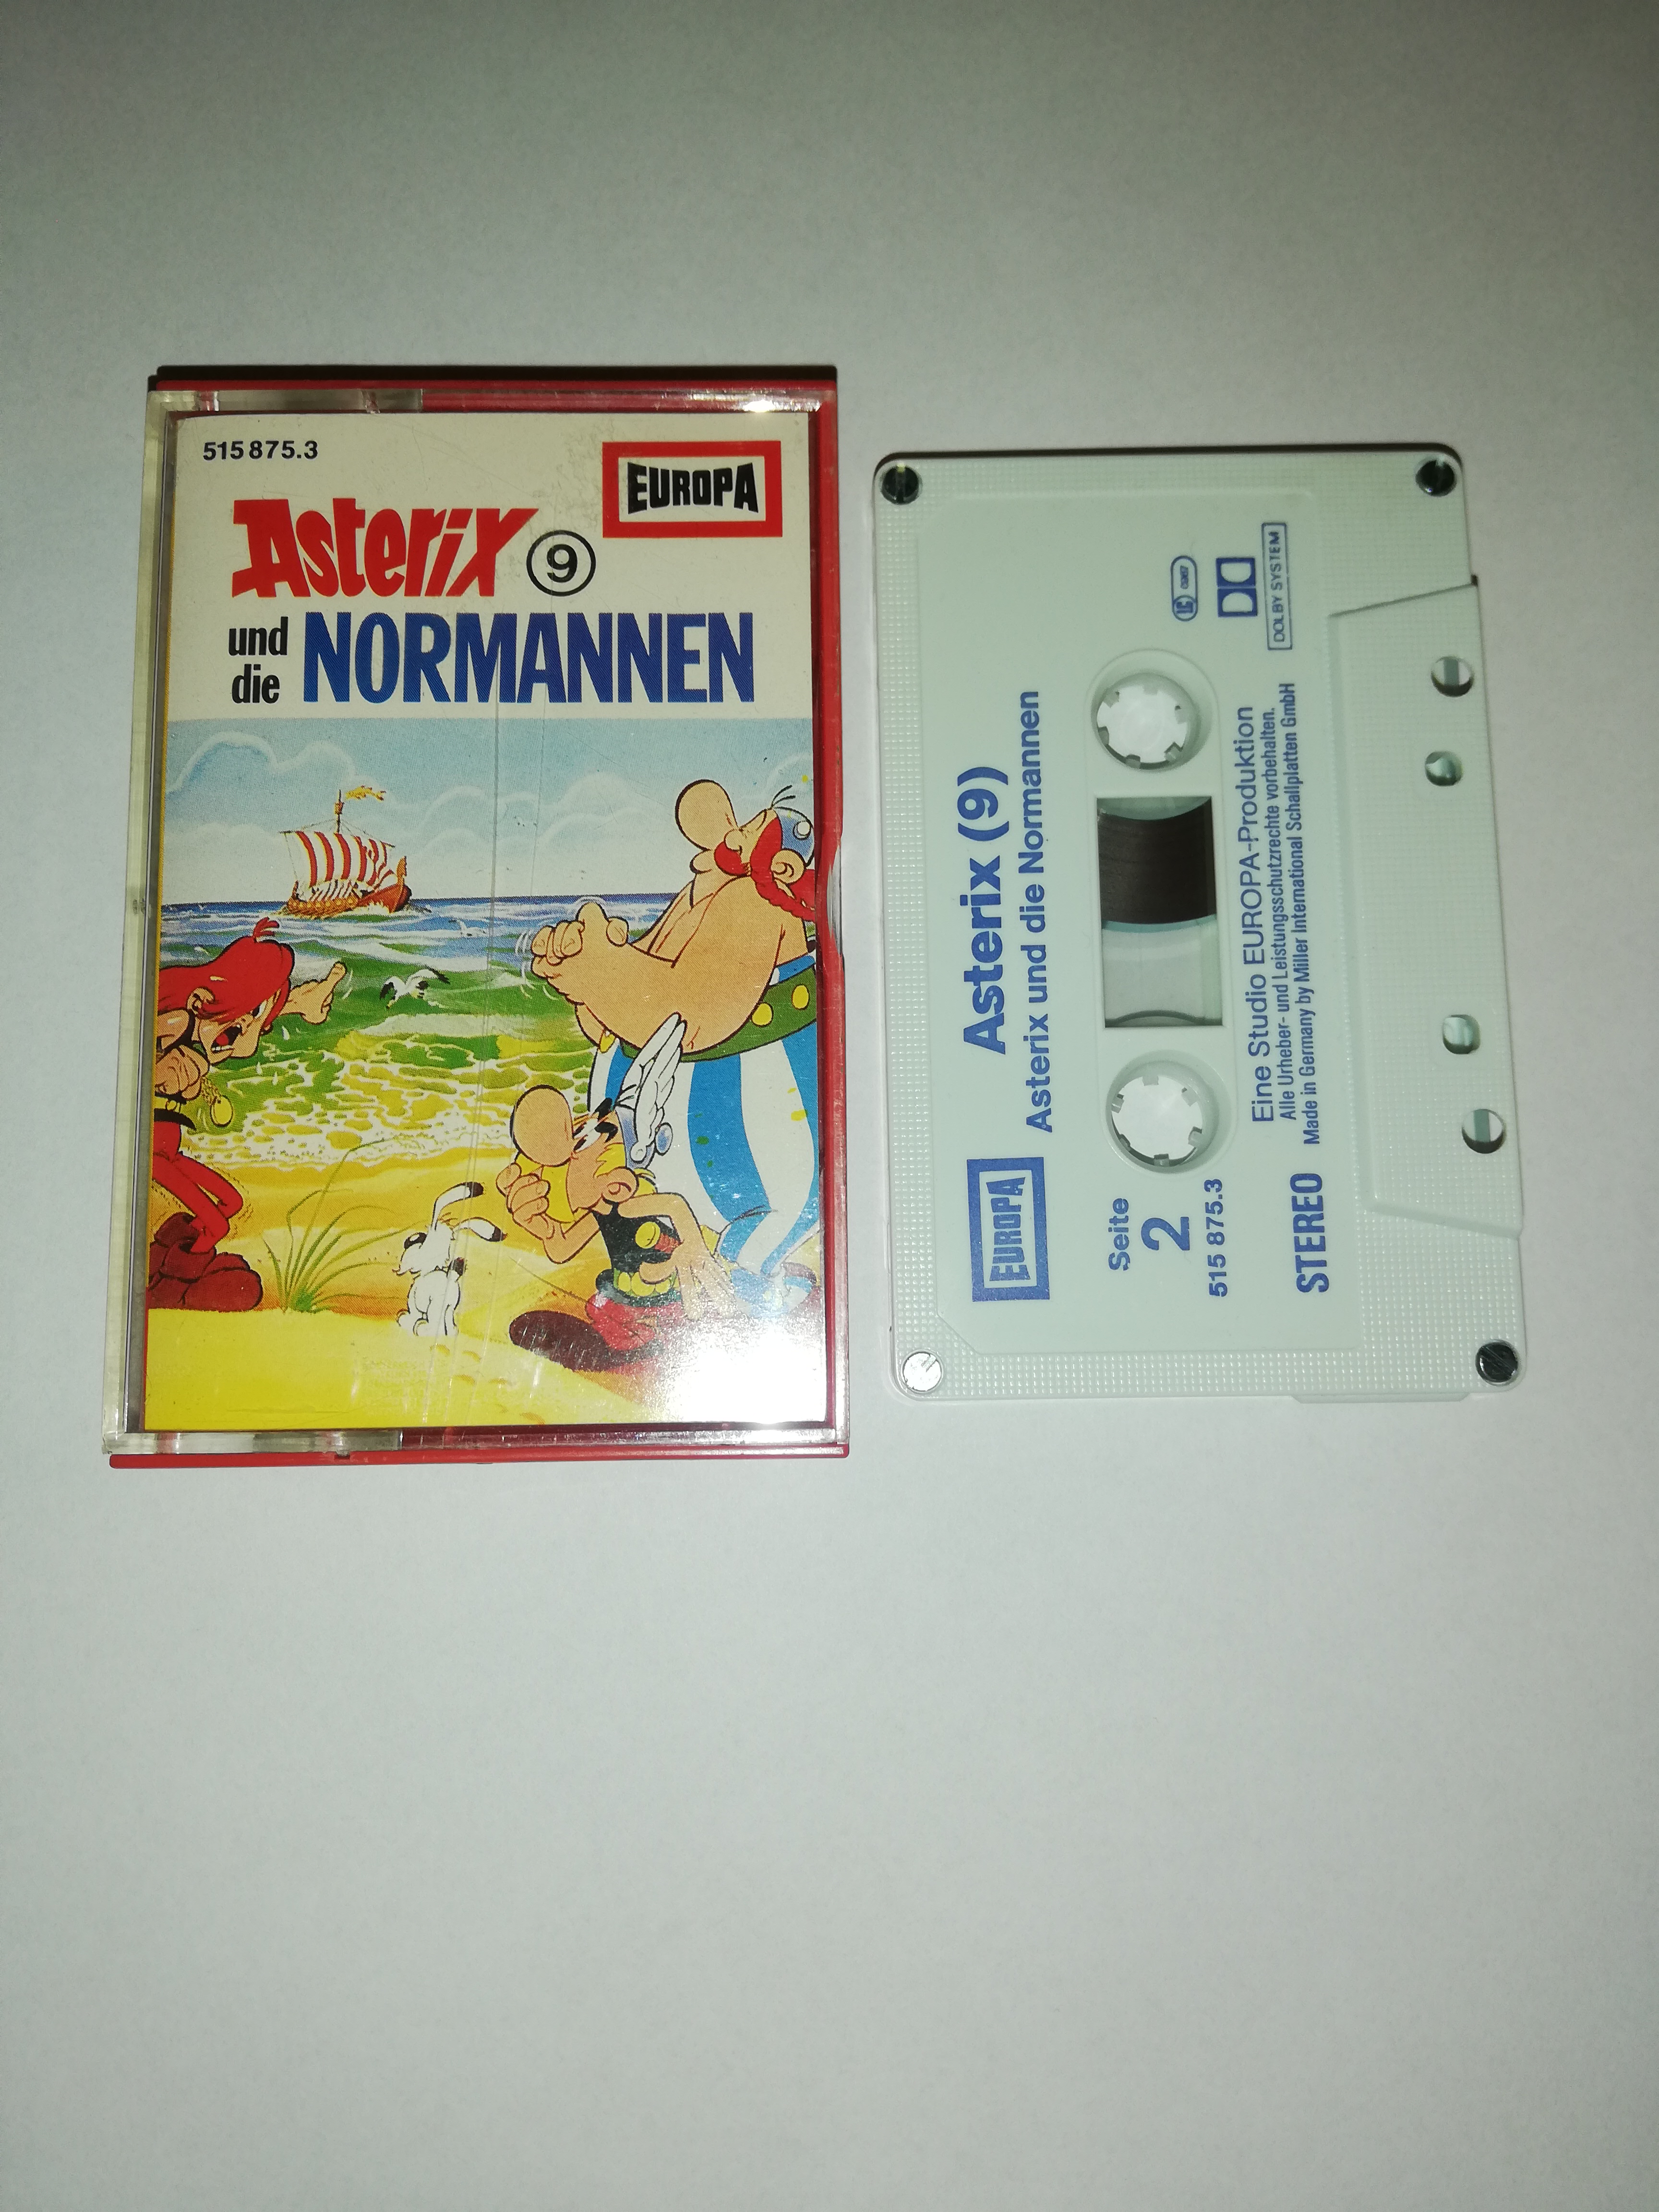 515 875.3
EUROPA
Asterix 9
und die NORMANNEN
EUROPA
Asterix (9)
Asterix und die Normannen
Seite
2
515 875.3
STEREO
Eine Studio EUROPA-Produktion
Alle Urheber- und Leistungsschutzrechte vorbehalten.
Made in Germany by Miller International Schallplatten GmbH
DOLBY SYSTEM